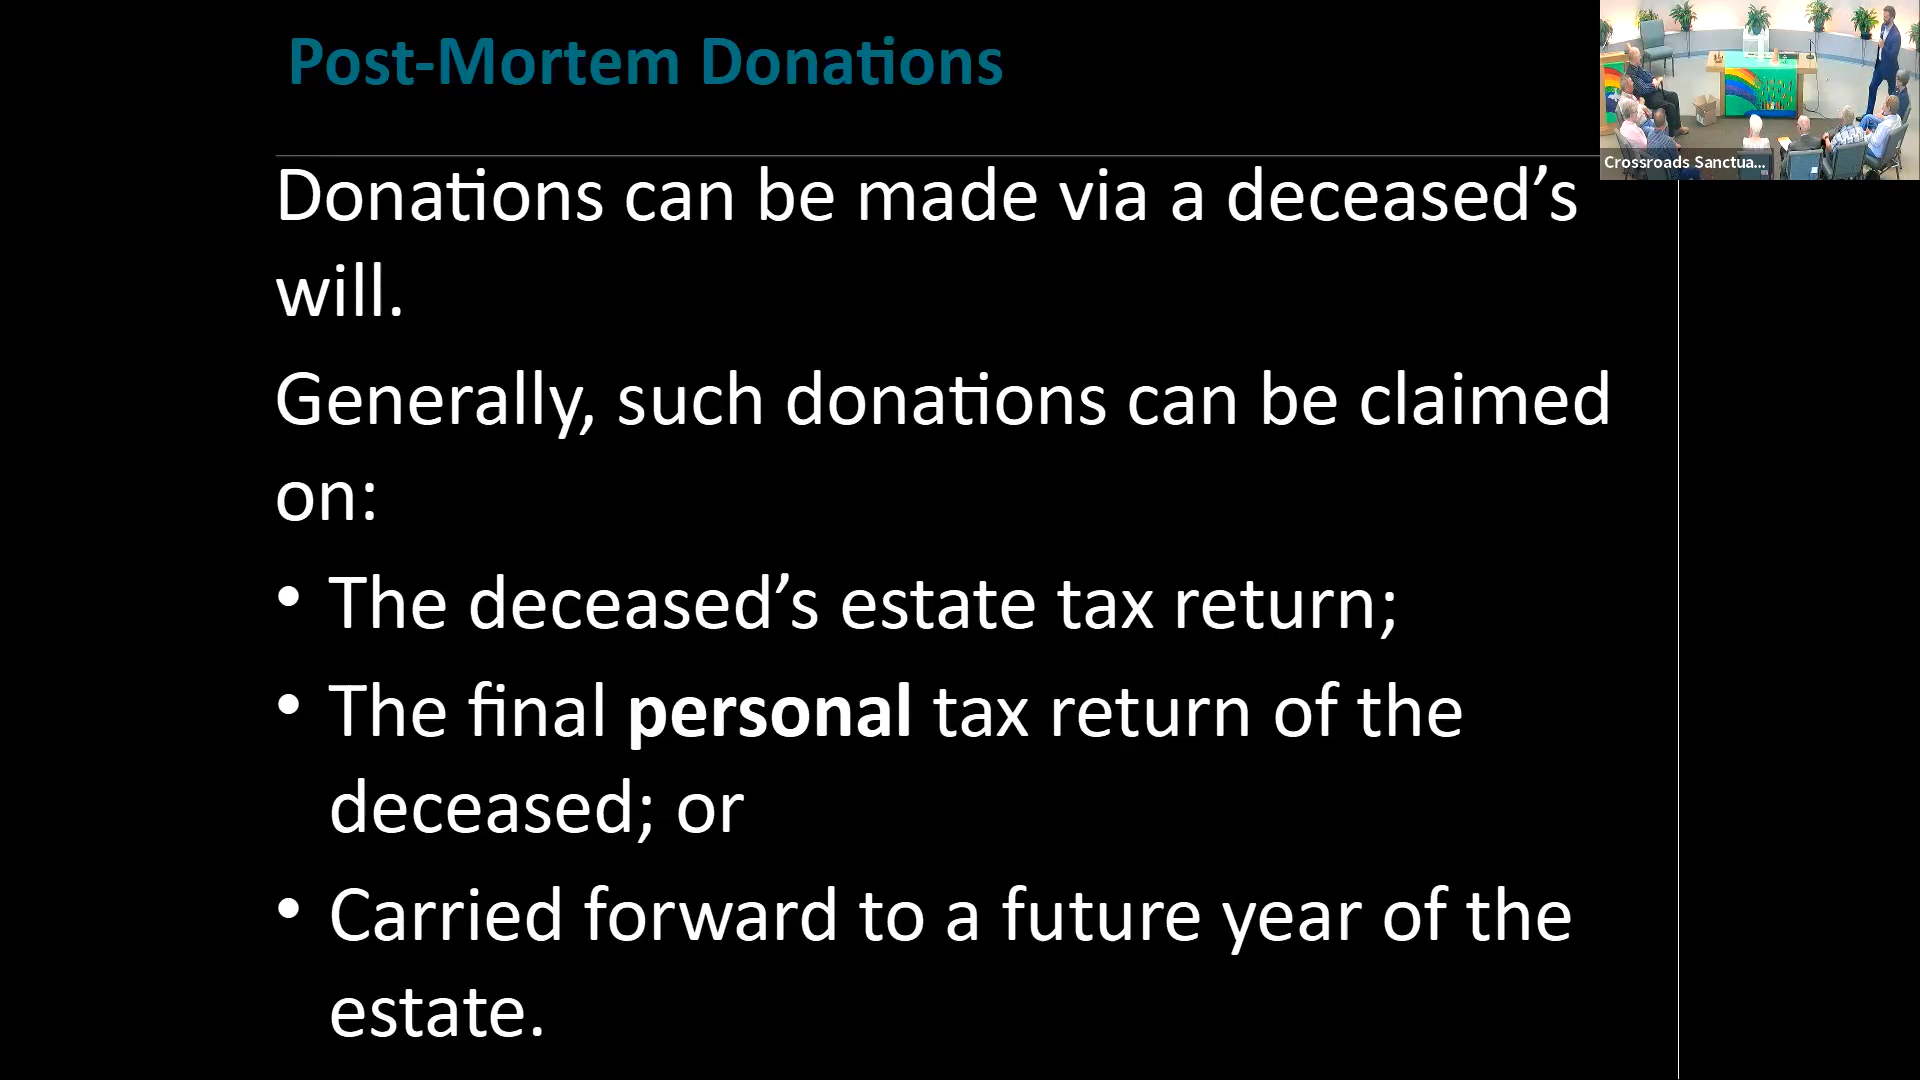 Post-Mortem Donations
Crossroads Sanctua...
Donations can be made via a deceased’s
will.
Generally, such donations can be claimed
on:
• The deceased’s estate tax return;
• The final personal tax return of the
deceased; or
• Carried forward to a future year of the
estate.